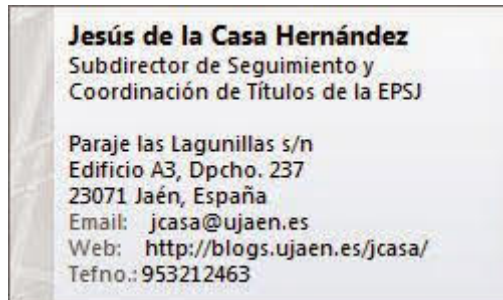 Jesús de la Casa Hernández
Subdirector de Seguimiento y
Coordinación de Títulos de la EPSJ
Paraje las Lagunillas s/n
Edificio A3, Dpcho. 237
23071 Jaén, España
Email: jcasa@ujaen.es
Web: http://blogs.ujaen.es/jcasa/
Tefno.: 953212463